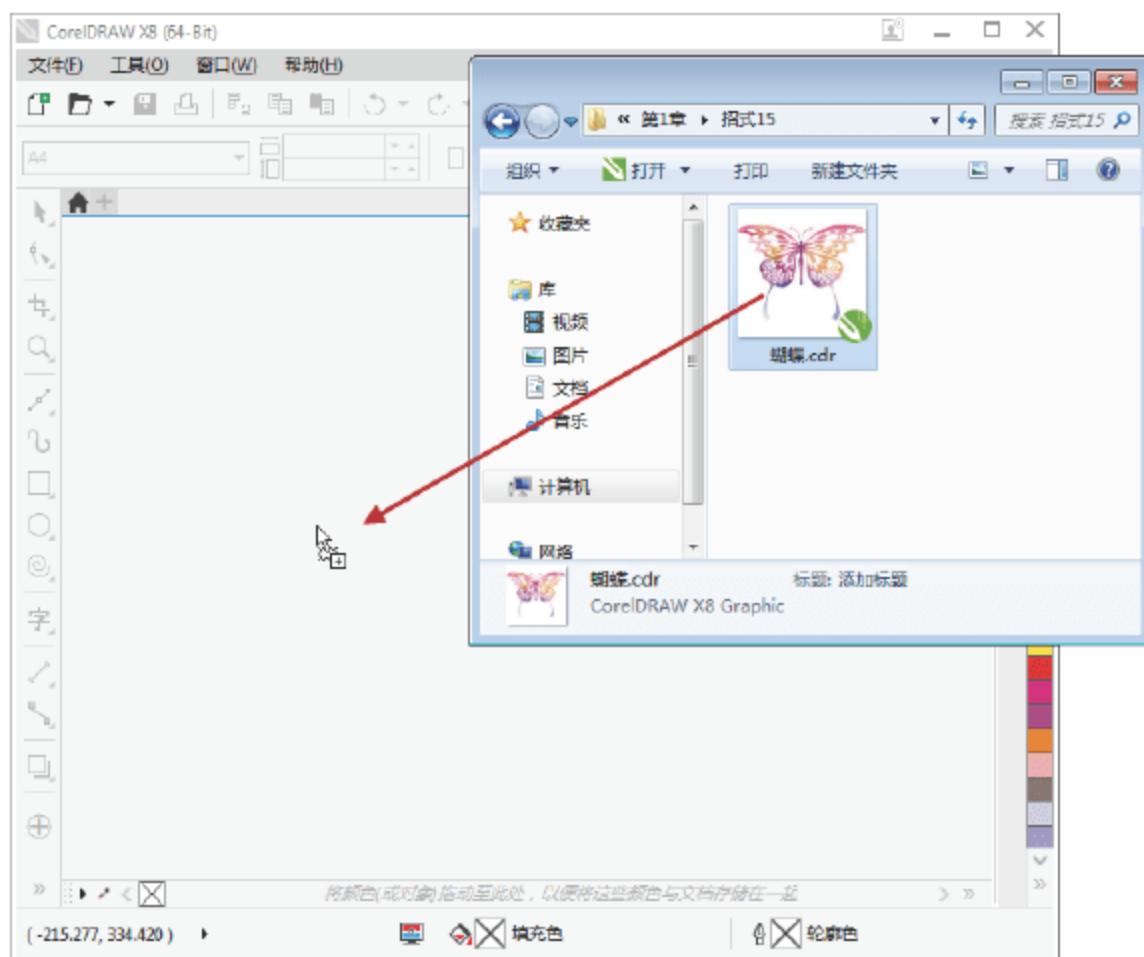 CorelDRAW X8 (64-Bit)
文件(F) 工具(O) 窗口(W) 帮助(H)
A4
« 第1章 招式15
搜索 招式15
组织 打开 打印 新建文件夹
收藏夹
库
视频
图片
文档
音乐
计算机
网络
蝴蝶.cdr
蝴蝶.cdr 标题: 添加标题
CorelDRAW X8 Graphic
字
将颜色(或对象)拖动至此处，以便将这些颜色与文档存储在一起
( -215.277, 334.420 ) 填充色 轮廓色